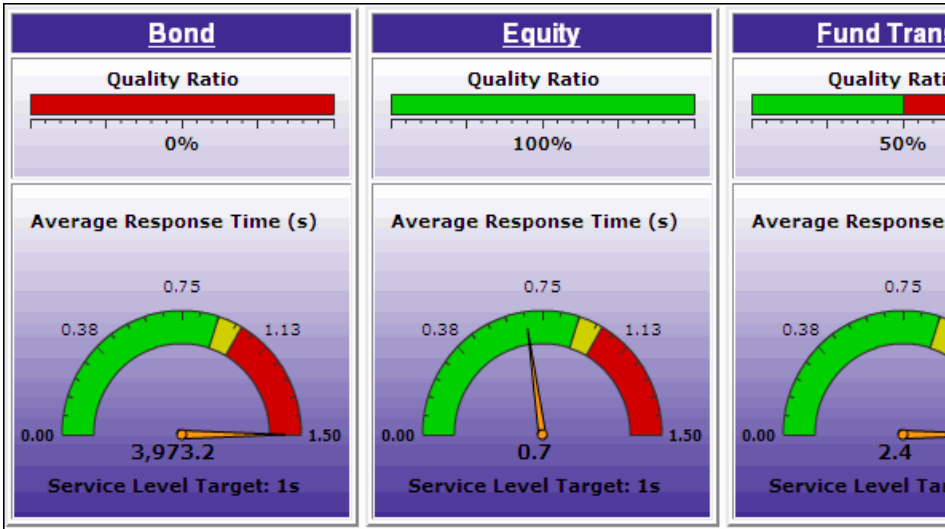 Bond
Quality Ratio
0%
Average Response Time (s)
0.75
0.38
1.13
0.00
1.50
3,973.2
Service Level Target: 1s
Equity
Quality Ratio
100%
Average Response Time (s)
0.75
0.38
1.13
0.00
1.50
0.7
Service Level Target: 1s
Fund
Quality
50%
Average Response
0.75
0.38
0.00
2.4
Service Level